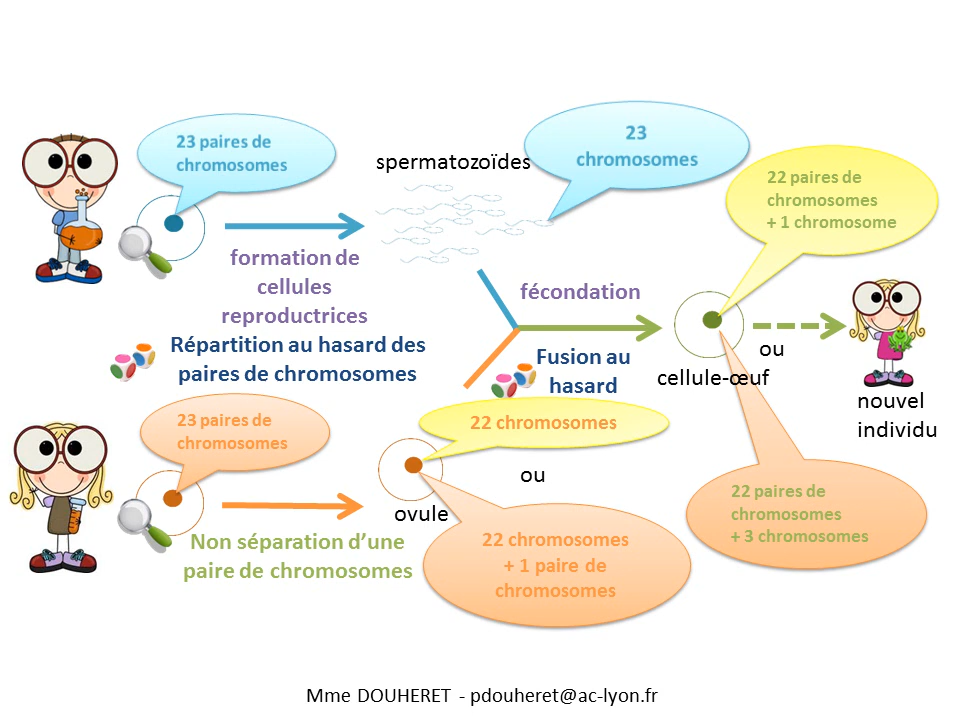 23 paires de
chromosomes
spermatozoïdes
23
chromosomes
22 paires de
chromosomes
+ 1 chromosome
formation de
cellules
reproductrices
Répartition au hasard des
paires de chromosomes
fécondation
Fusion au
hasard
ou
cellule-œuf
nouvel
individu
23 paires de
chromosomes
22 chromosomes
ou
ovule
Non séparation d’une
paire de chromosomes
22 chromosomes
+ 1 paire de
chromosomes
22 paires de
chromosomes
+ 3 chromosomes
Mme DOUHERET - pdouheret@ac-lyon.fr